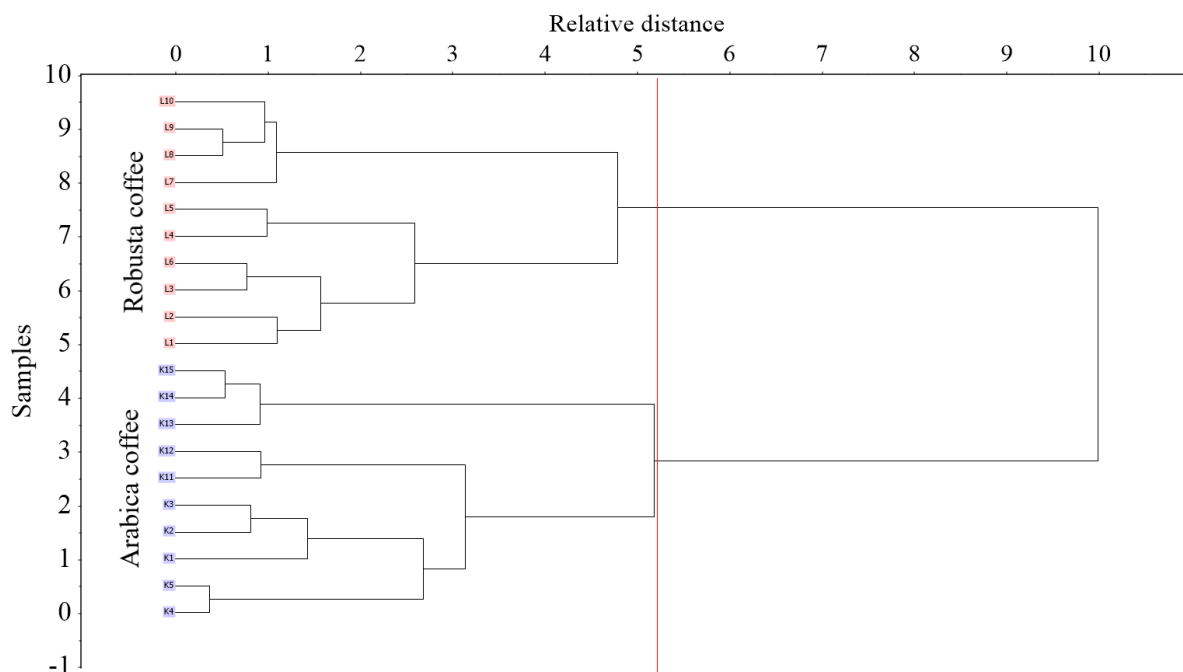 Relative distance
0 1 2 3 4 5 6 7 8 9 10
10
L10
9
L9
L8
8
L7
L5
7
L4
L6
6
L3
L2
5
L1
K15
4
K14
K13
3
K12
K11
2
K3
K2
1
K1
K5
0
K4
-1
Samples
Robusta coffee
Arabica coffee